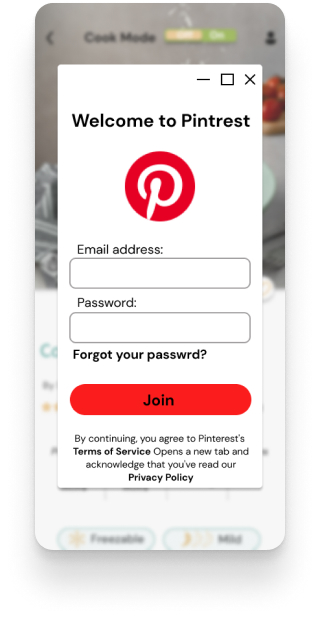 Cook Mode Off On
Welcome to Pintrest
Email address:
Password:
Forgot your passwrd?
Join
By continuing, you agree to Pinterest's
Terms of Service Opens a new tab and
acknowledge that you've read our
Privacy Policy
Freezable Mild